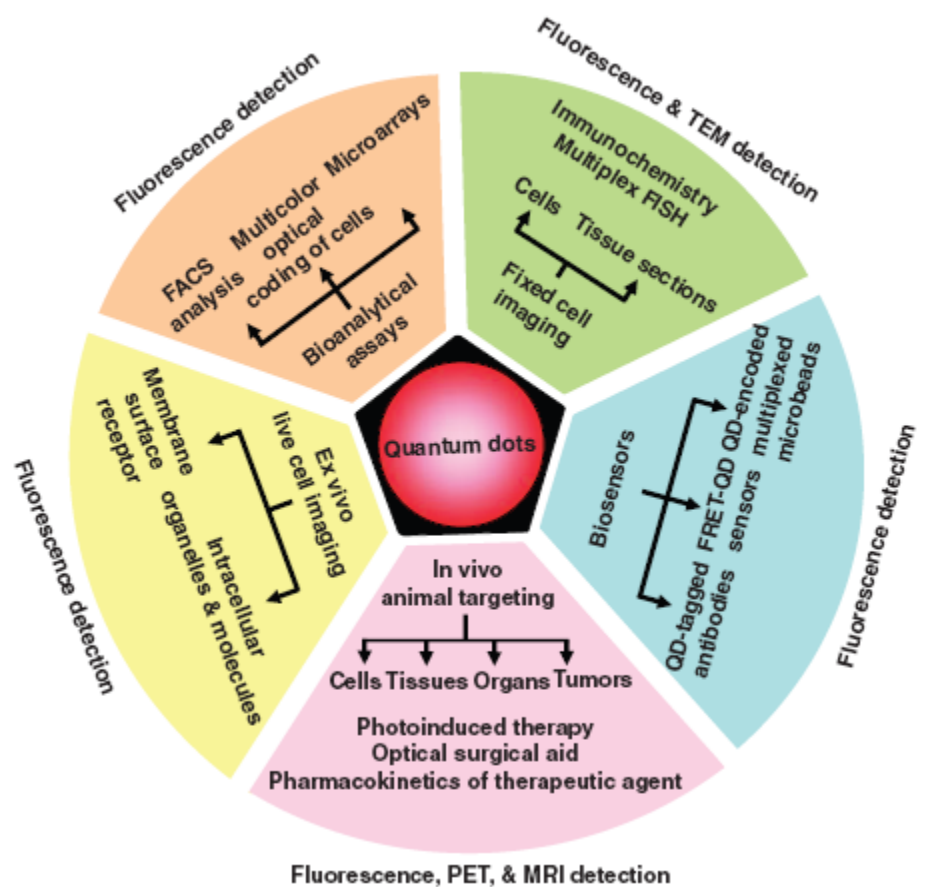 Fluorescence detection
FACS
analysis
Multicolor
optical
coding of cells
Microarrays
Bioanalytical
assays
Fluorescence & TEM detection
Immunochemistry
Multiplex FISH
Cells
Tissue sections
Fixed cell
imaging
Fluorescence detection
Membrane
surface
receptor
Intracellular
organelles & molecules
Ex vivo
live cell imaging
Quantum dots
Biosensors
QD-encoded
multiplexed
microbeads
FRET-QD
sensors
QD-tagged
antibodies
Fluorescence detection
In vivo
animal targeting
Cells Tissues Organs Tumors
Photoinduced therapy
Optical surgical aid
Pharmacokinetics of therapeutic agent
Fluorescence, PET, & MRI detection